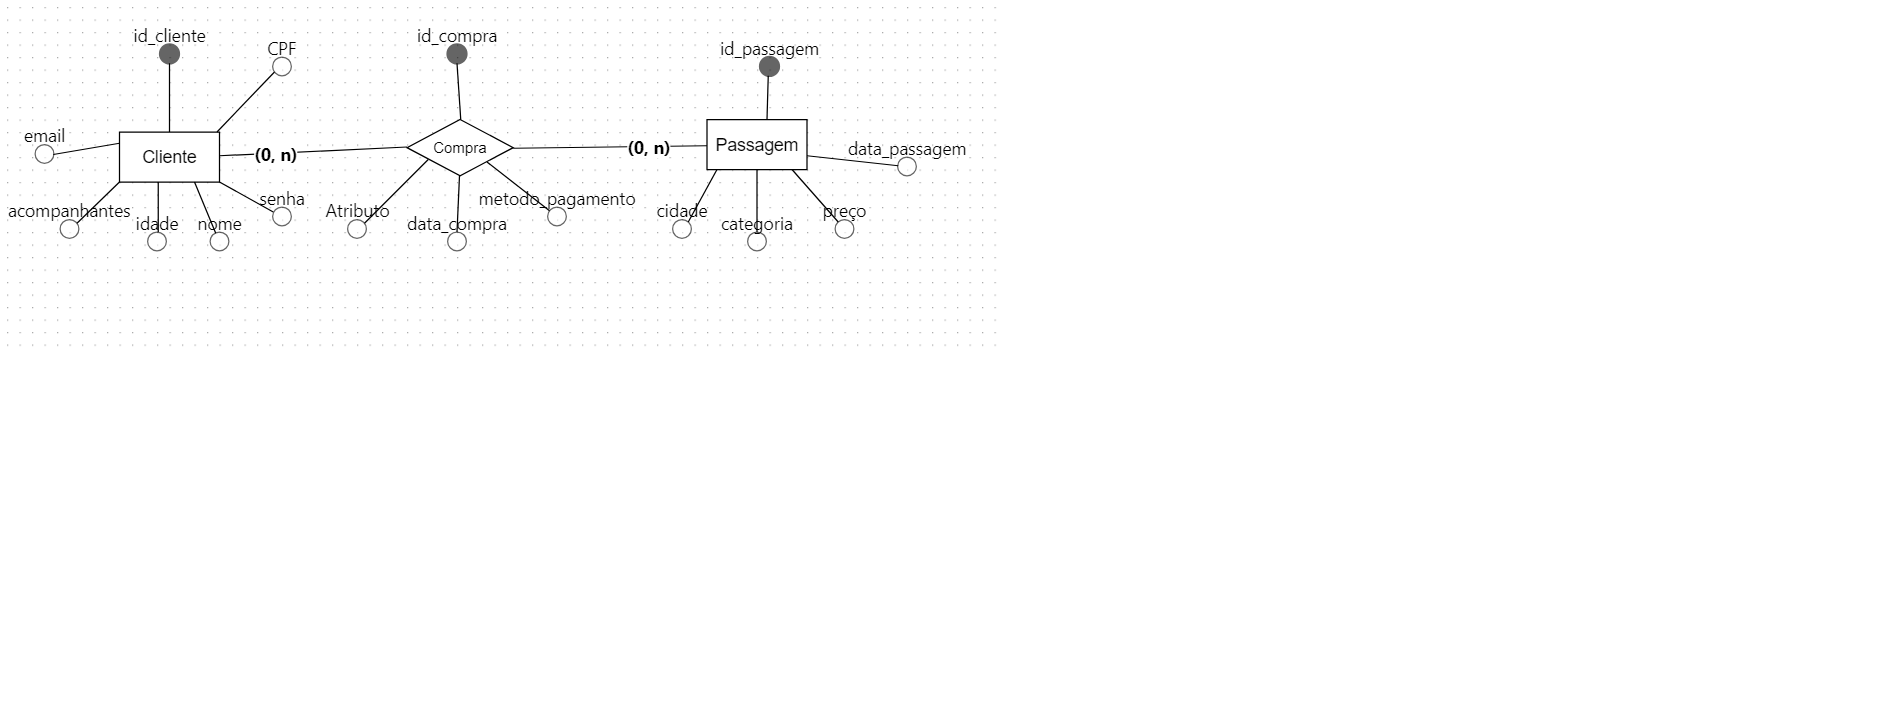 id_cliente
CPF
id_compra
id_passagem
email
Cliente
(0, n)
Compra
(0, n)
Passagem
data_passagem
acompanhantes
idade
nome
senha
Atributo
data_compra
metodo_pagamento
cidade
categoria
preço